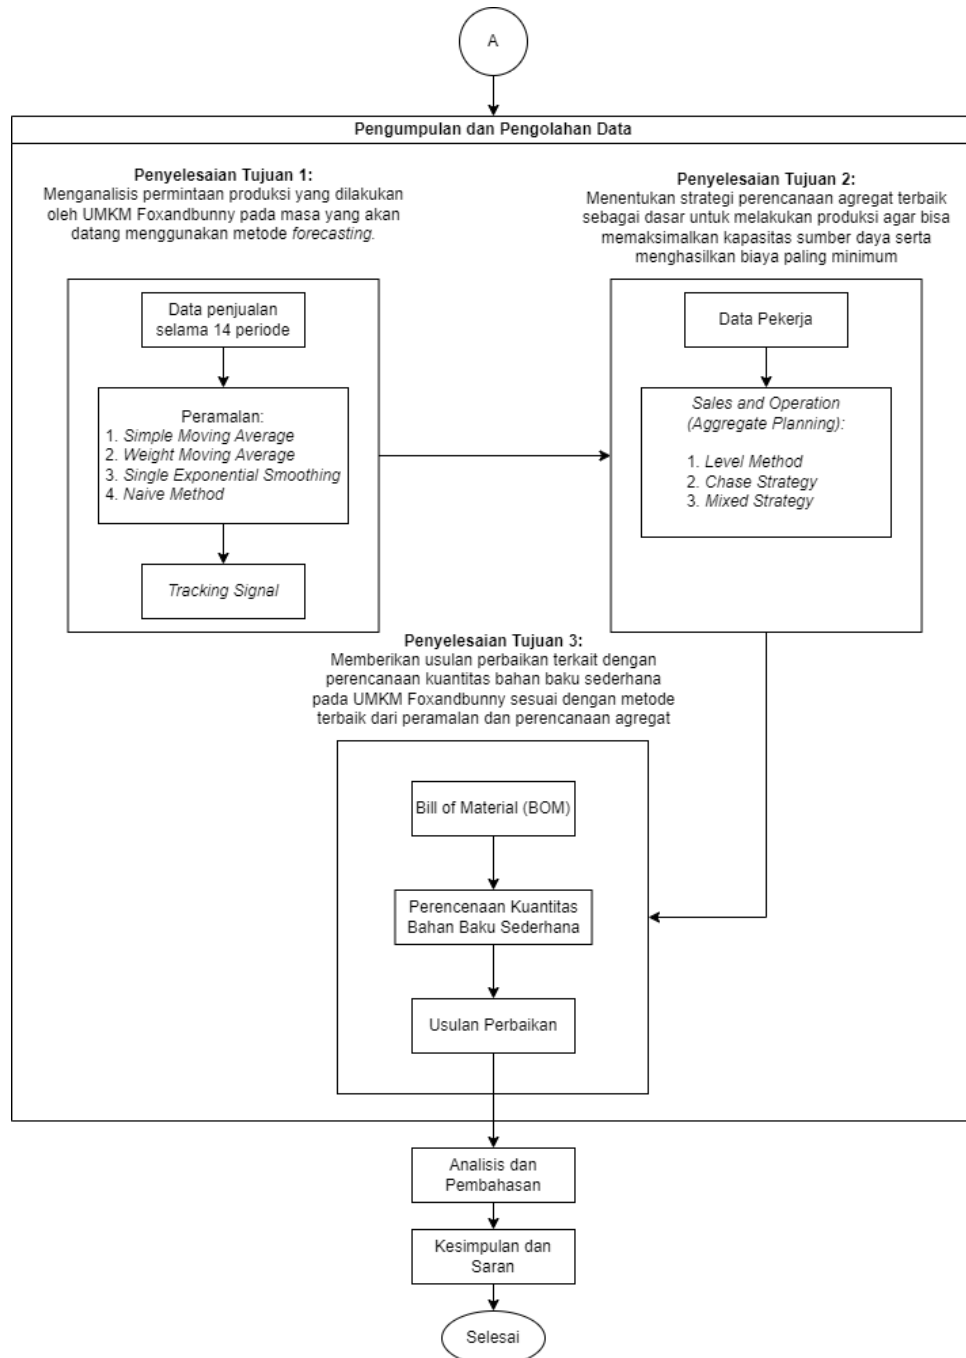 A
Pengumpulan dan Pengolahan Data
Penyelesaian Tujuan 1:
Menganalisis permintaan produksi yang dilakukan
oleh UMKM Foxandbunny pada masa yang akan
datang menggunakan metode forecasting.
Data penjualan
selama 14 periode
Peramalan:
1. Simple Moving Average
2. Weight Moving Average
3. Single Exponential Smoothing
4. Naive Method
Tracking Signal
Penyelesaian Tujuan 2:
Menentukan strategi perencanaan agregat terbaik
sebagai dasar untuk melakukan produksi agar bisa
memaksimalkan kapasitas sumber daya serta
menghasilkan biaya paling minimum
Data Pekerja
Sales and Operation
(Aggregate Planning):
1. Level Method
2. Chase Strategy
3. Mixed Strategy
Penyelesaian Tujuan 3:
Memberikan usulan perbaikan terkait dengan
perencanaan kuantitas bahan baku sederhana
pada UMKM Foxandbunny sesuai dengan metode
terbaik dari peramalan dan perencanaan agregat
Bill of Material (BOM)
Perencenaan Kuantitas
Bahan Baku Sederhana
Usulan Perbaikan
Analisis dan
Pembahasan
Kesimpulan dan
Saran
Selesai